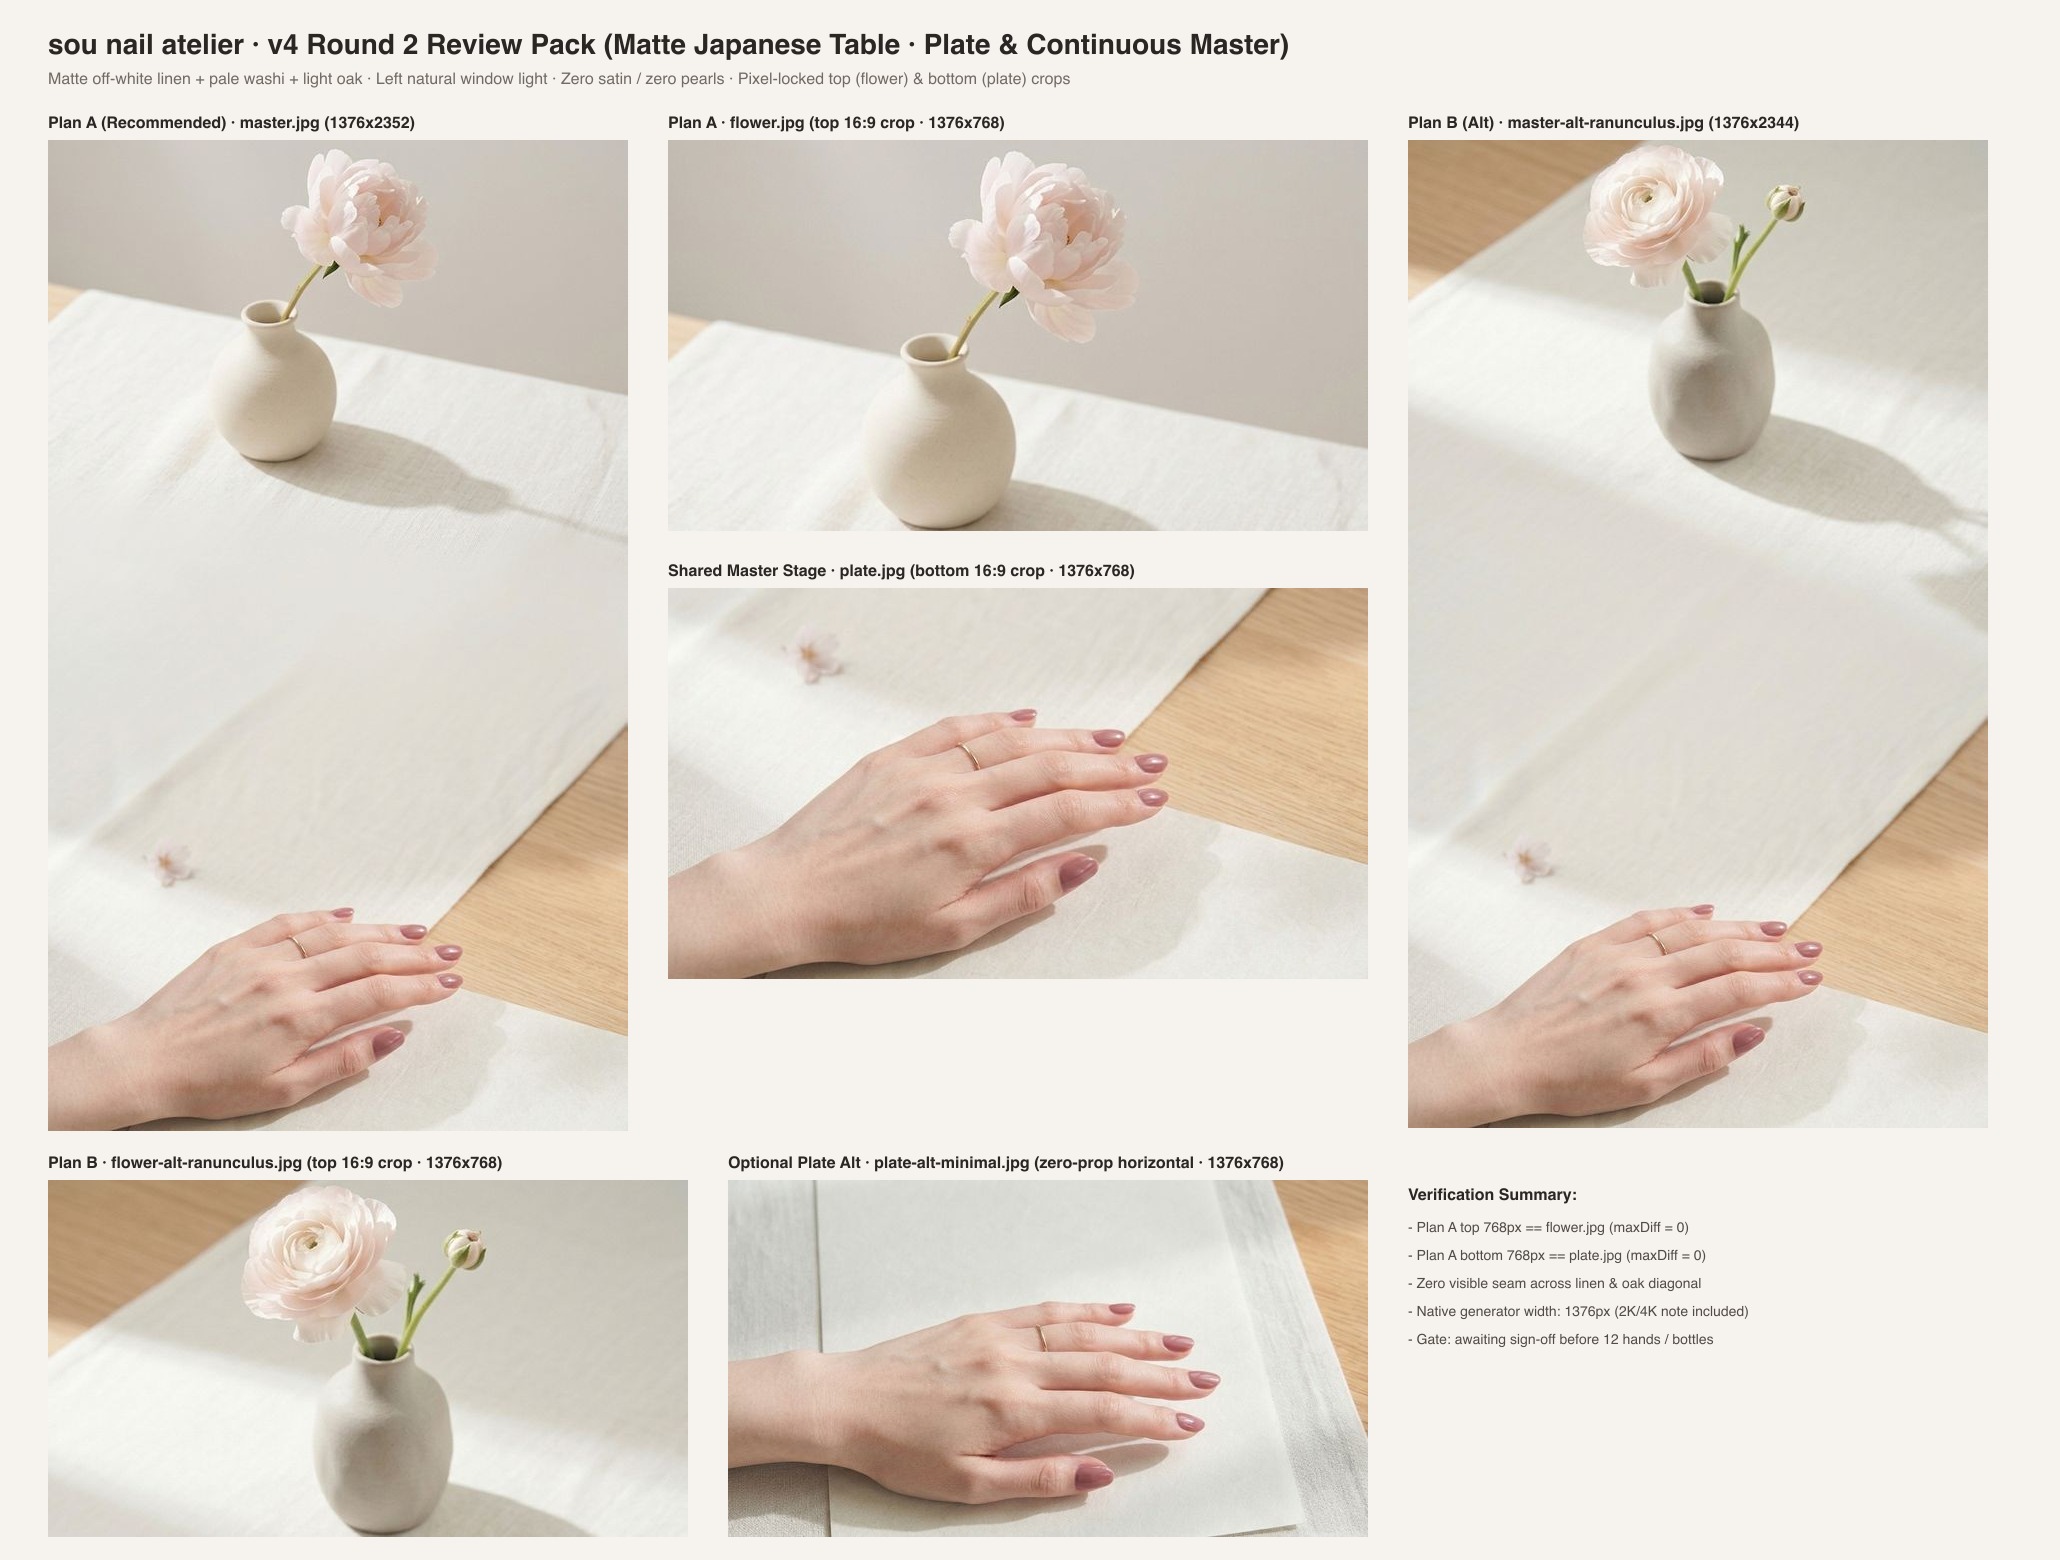 sou nail atelier · v4 Round 2 Review Pack (Matte Japanese Table · Plate & Continuous Master)
Matte off-white linen + pale washi + light oak · Left natural window light · Zero satin / zero pearls · Pixel-locked top (flower) & bottom (plate) crops
Plan A (Recommended) · master.jpg (1376x2352)
Plan A · flower.jpg (top 16:9 crop · 1376x768)
Plan B (Alt) · master-alt-ranunculus.jpg (1376x2344)
Shared Master Stage · plate.jpg (bottom 16:9 crop · 1376x768)
Plan B · flower-alt-ranunculus.jpg (top 16:9 crop · 1376x768)
Optional Plate Alt · plate-alt-minimal.jpg (zero-prop horizontal · 1376x768)
Verification Summary:
- Plan A top 768px == flower.jpg (maxDiff = 0)
- Plan A bottom 768px == plate.jpg (maxDiff = 0)
- Zero visible seam across linen & oak diagonal
- Native generator width: 1376px (2K/4K note included)
- Gate: awaiting sign-off before 12 hands / bottles